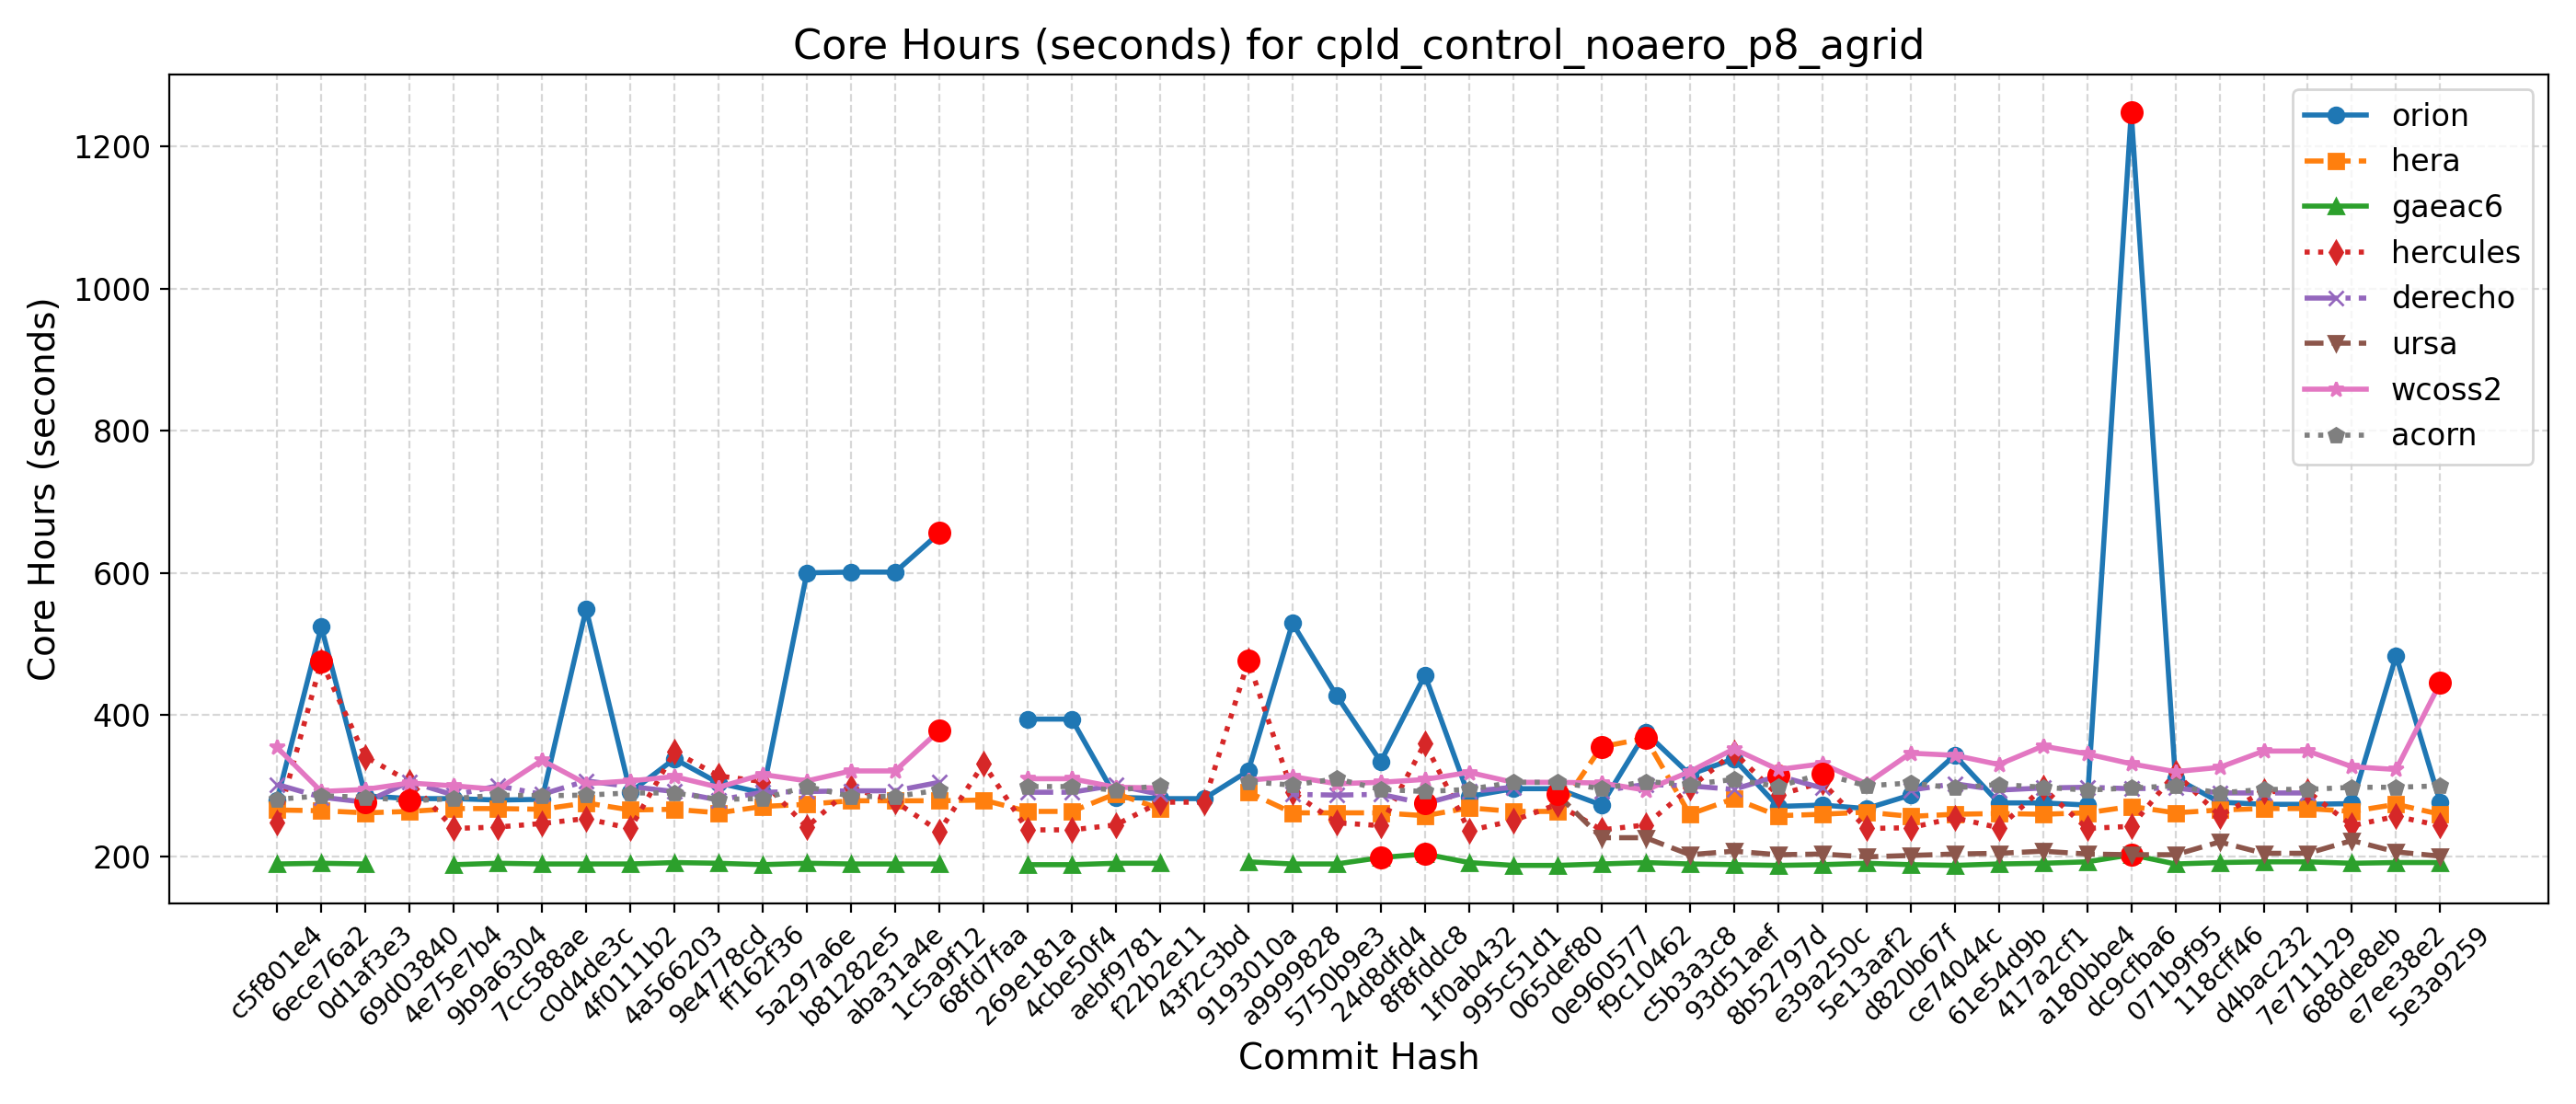 Core Hours (seconds) for cpld_control_noaero_p8_agrid
Core Hours (seconds)
1200
1000
800
600
400
200
orion
hera
gaeac6
hercules
derecho
ursa
wcoss2
acorn
c5f801e4
6ece76a2
0d1af3e3
69d03840
4e75e7b4
9b9a6304
7cc588ae
c0d4de3c
4f0111b2
4a566203
9e4778cd
ff162f36
5a297a6e
b81282e5
aba31a4e
1c5a9f12
68fd7faa
269e181a
4cbe50f4
aebf9781
f22b2e11
43f2c3bd
9193010a
a9999828
5750b9e3
24d8dfd4
8f8fddc8
1f0ab432
995c51d1
065def80
0e960577
f9c10462
c5b3a3c8
93d51aef
8b52797d
e39a250c
5e13aaf2
d820b67f
ce74044c
61e54d9b
417a2cf1
a180bbe4
dc9cfba6
071b9f95
118cff46
d4bac232
7e711129
688de8eb
e7ee38e2
5e3a9259
Commit Hash